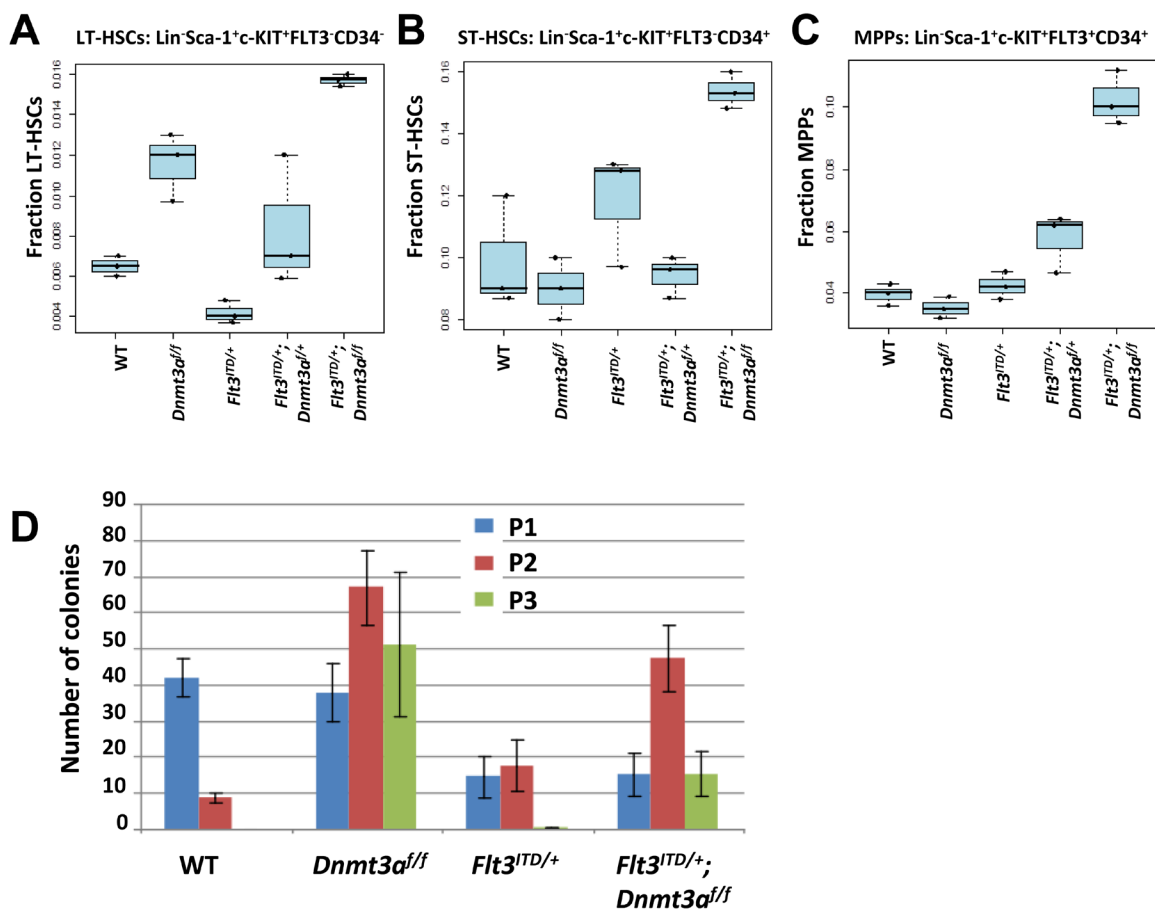 A
LT-HSCs: Lin⁻Sca-1⁺c-KIT⁺FLT3⁻CD34⁻
Fraction LT-HSCs
0.016
0.014
0.012
0.010
0.008
0.006
0.004
WT
Dnmt3a^f/f
Flt3^ITD/+
Flt3^ITD/+;
Dnmt3a^f/+
Flt3^ITD/+;
Dnmt3a^f/f
B
ST-HSCs: Lin⁻Sca-1⁺c-KIT⁺FLT3⁻CD34⁺
Fraction ST-HSCs
0.16
0.14
0.12
0.10
0.08
WT
Dnmt3a^f/f
Flt3^ITD/+
Flt3^ITD/+;
Dnmt3a^f/+
Flt3^ITD/+;
Dnmt3a^f/f
C
MPPs: Lin⁻Sca-1⁺c-KIT⁺FLT3⁺CD34⁺
Fraction MPPs
0.10
0.08
0.06
0.04
WT
Dnmt3a^f/f
Flt3^ITD/+
Flt3^ITD/+;
Dnmt3a^f/+
Flt3^ITD/+;
Dnmt3a^f/f
D
Number of colonies
90
80
70
60
50
40
30
20
10
0
P1
P2
P3
WT
Dnmt3a^f/f
Flt3^ITD/+
Flt3^ITD/+;
Dnmt3a^f/f